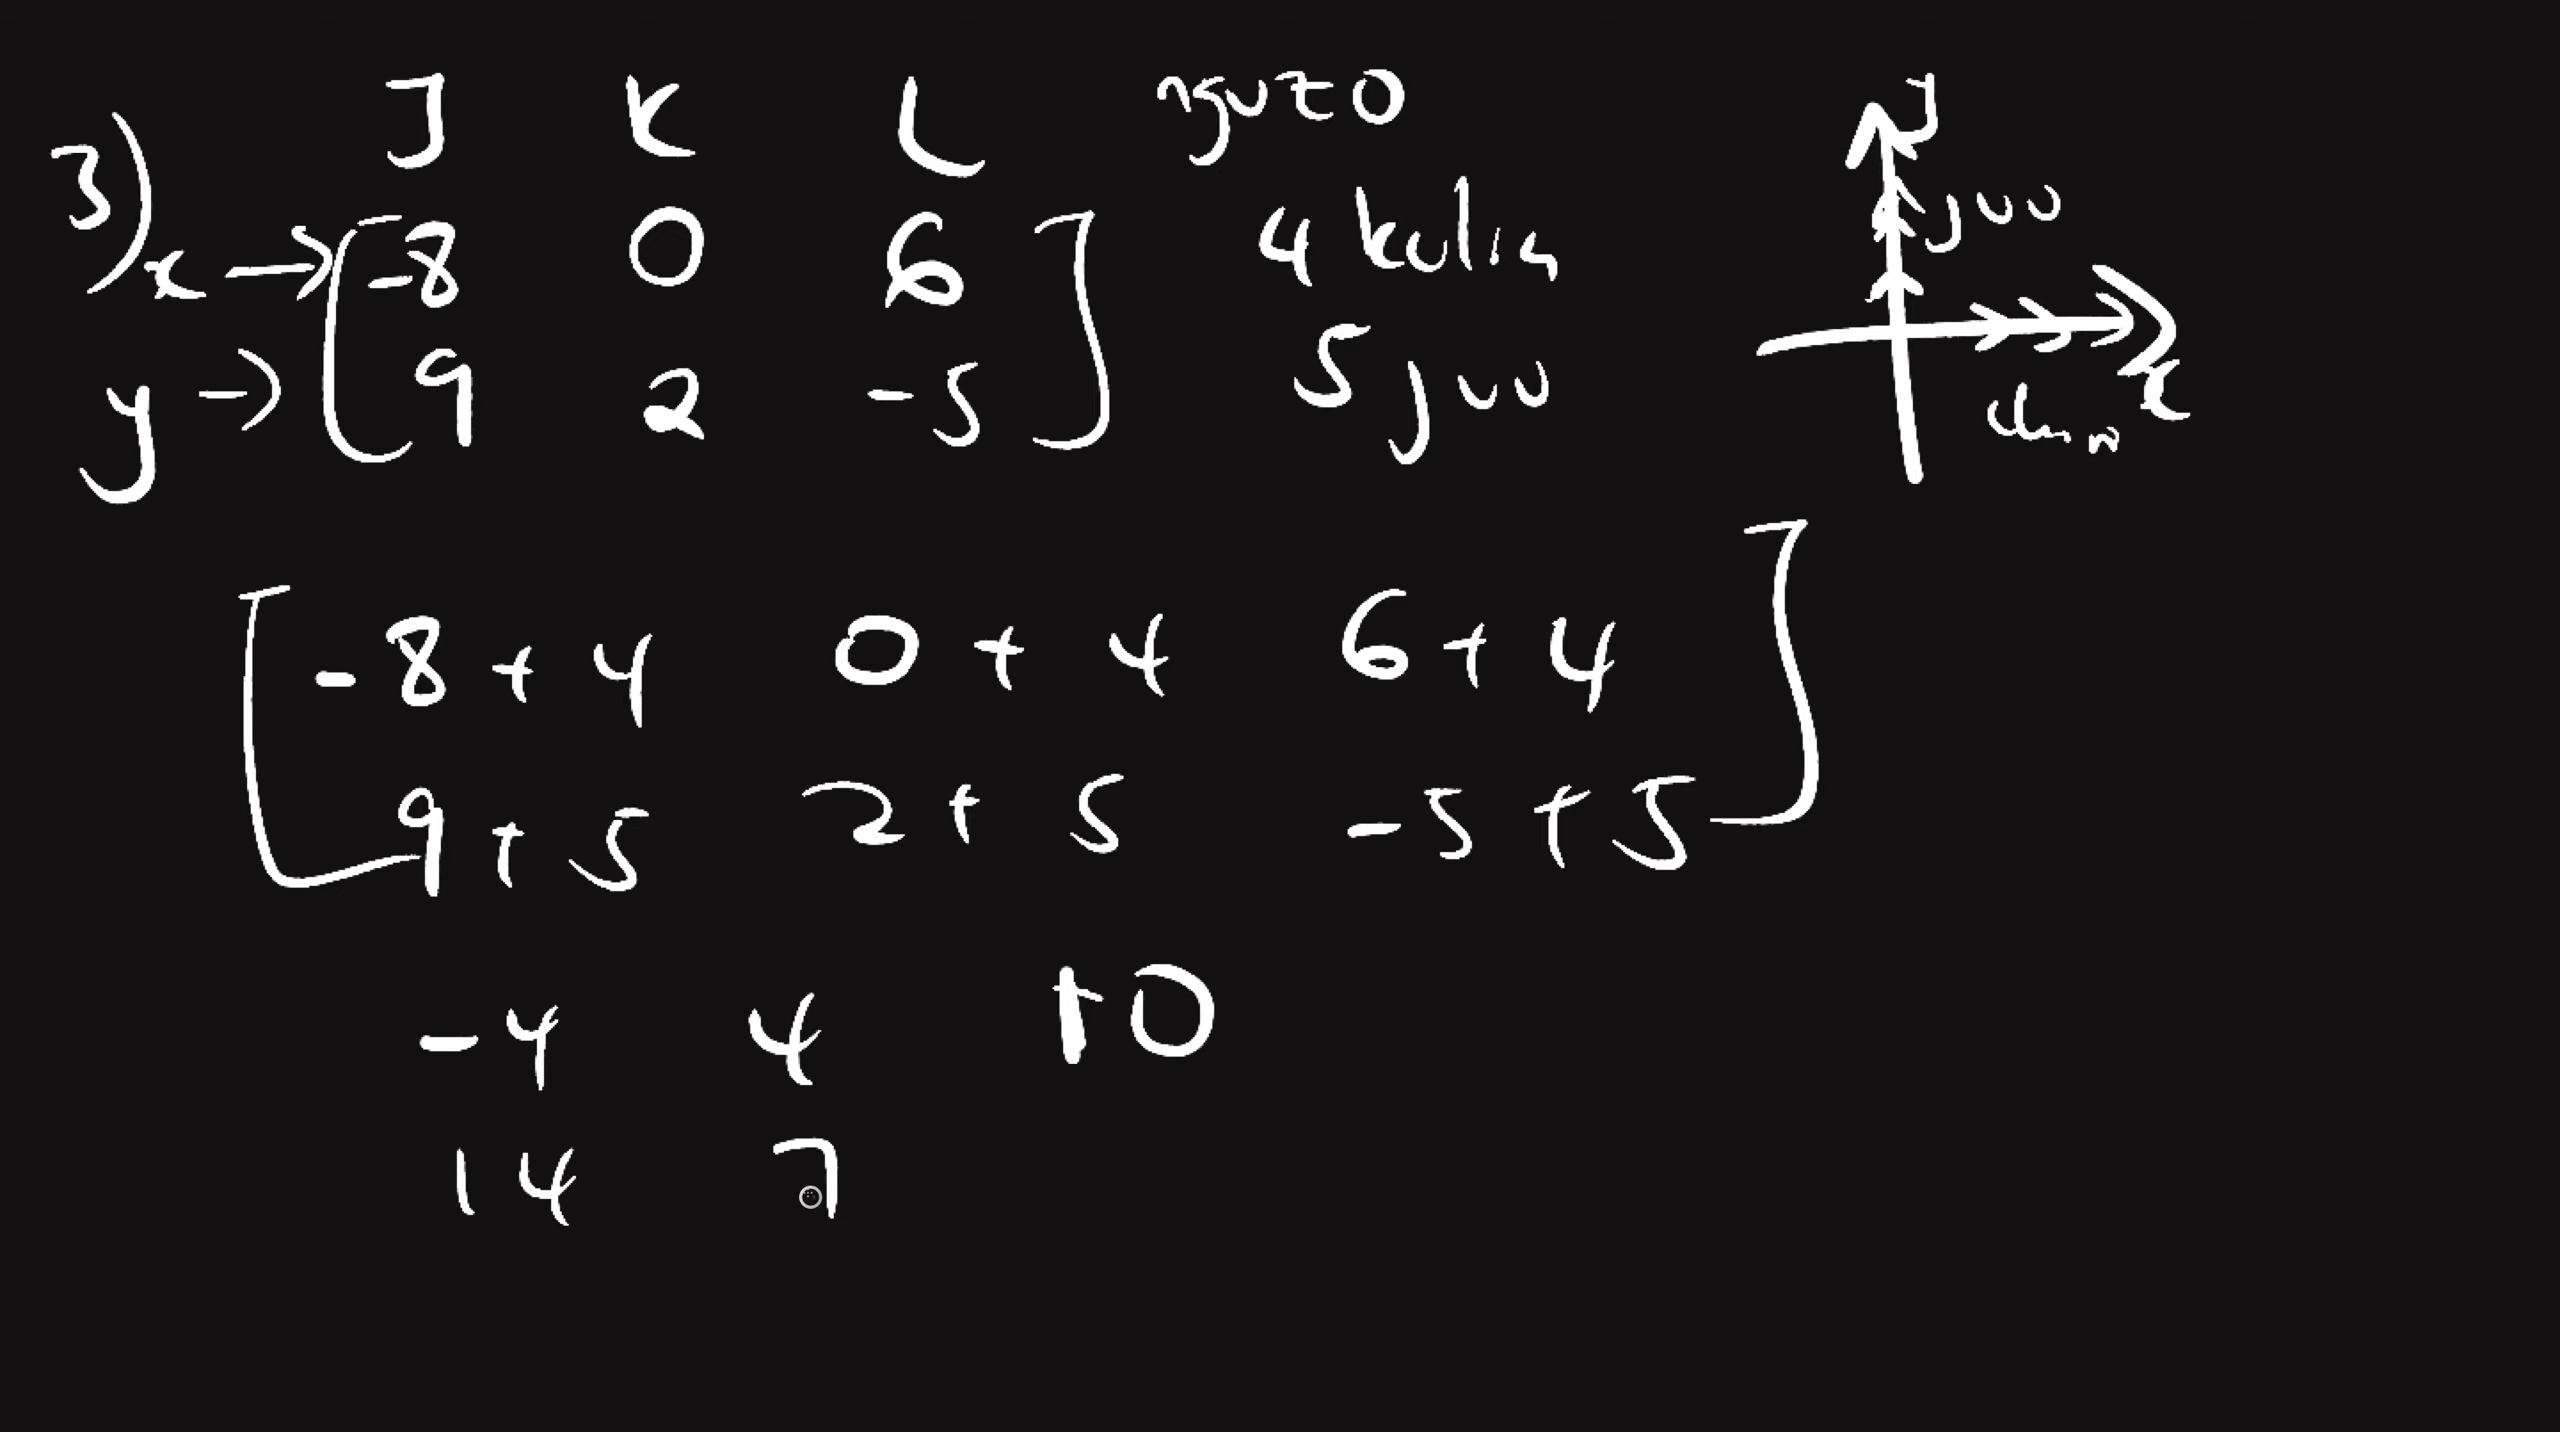 3) J K L nguzo y
x → [ -8 0 6 ] 4 kulia juu
y → [ 9 2 -5 ] 5 juu x
[ -8 + 4 0 + 4 6 + 4 ]
[ 9 + 5 2 + 5 -5 + 5 ]
-4 4 10
14 7